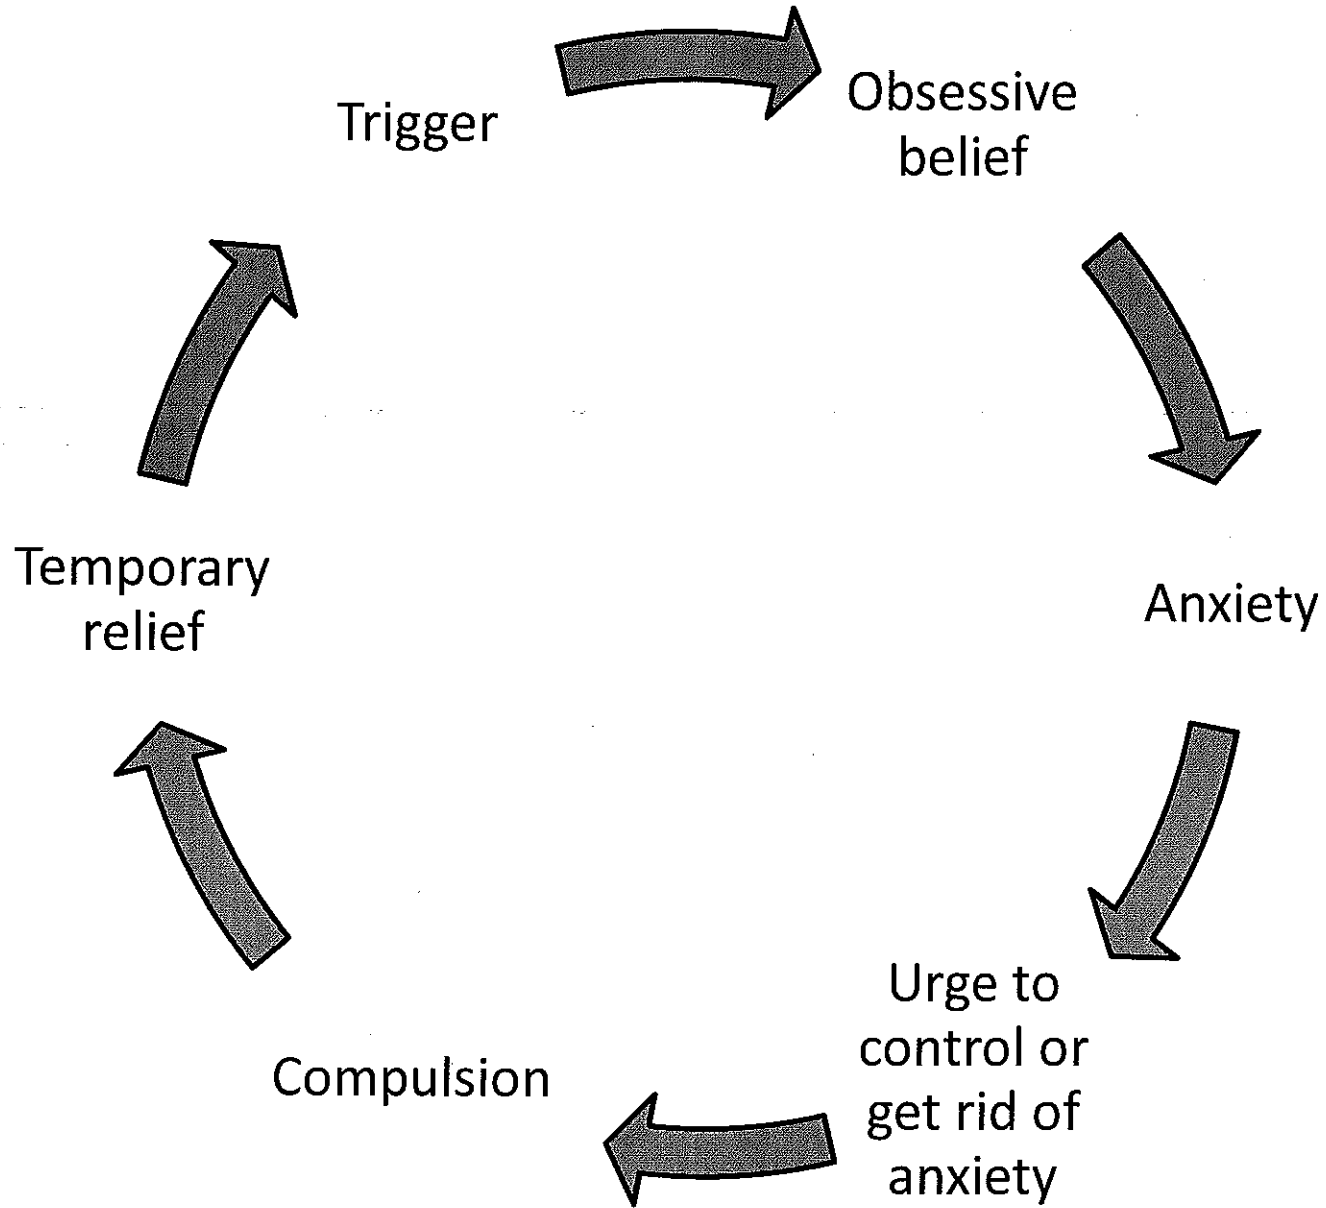 Trigger
Obsessive
belief
Anxiety
Urge to
control or
get rid of
anxiety
Compulsion
Temporary
relief